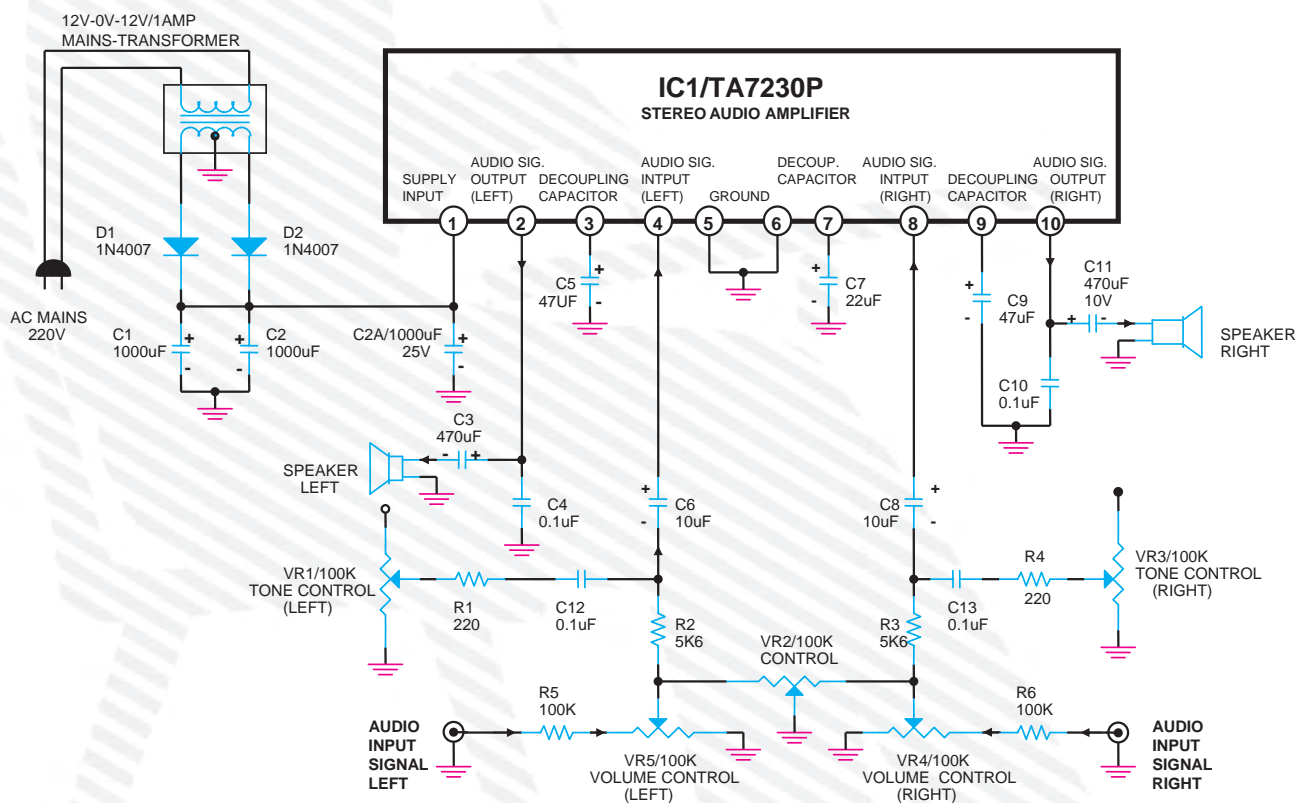 12V-0V-12V/1AMP
MAINS-TRANSFORMER
IC1/TA7230P
STEREO AUDIO AMPLIFIER
SUPPLY
INPUT
AUDIO SIG.
OUTPUT
(LEFT)
DECOUPLING
CAPACITOR
AUDIO SIG.
INTPUT
(LEFT)
GROUND
DECOUP.
CAPACITOR
AUDIO SIG.
INTPUT
(RIGHT)
DECOUPLING
CAPACITOR
AUDIO SIG.
OUTPUT
(RIGHT)
1
2
3
4
5
6
7
8
9
10
D1
1N4007
D2
1N4007
AC MAINS
220V
C1
1000uF
+
-
C2
1000uF
+
-
C2A/1000uF
25V
+
-
C5
47UF
+
-
C7
22uF
+
-
C9
47uF
+
-
C11
470uF
10V
+ -
SPEAKER
RIGHT
C10
0.1uF
C3
470uF
- +
SPEAKER
LEFT
C4
0.1uF
C6
10uF
+
-
C8
10uF
+
-
VR1/100K
TONE CONTROL
(LEFT)
R1
220
C12
0.1uF
R2
5K6
VR2/100K
CONTROL
R3
5K6
C13
0.1uF
R4
220
VR3/100K
TONE CONTROL
(RIGHT)
AUDIO
INPUT
SIGNAL
LEFT
R5
100K
VR5/100K
VOLUME CONTROL
(LEFT)
VR4/100K
VOLUME CONTROL
(RIGHT)
R6
100K
AUDIO
INPUT
SIGNAL
RIGHT